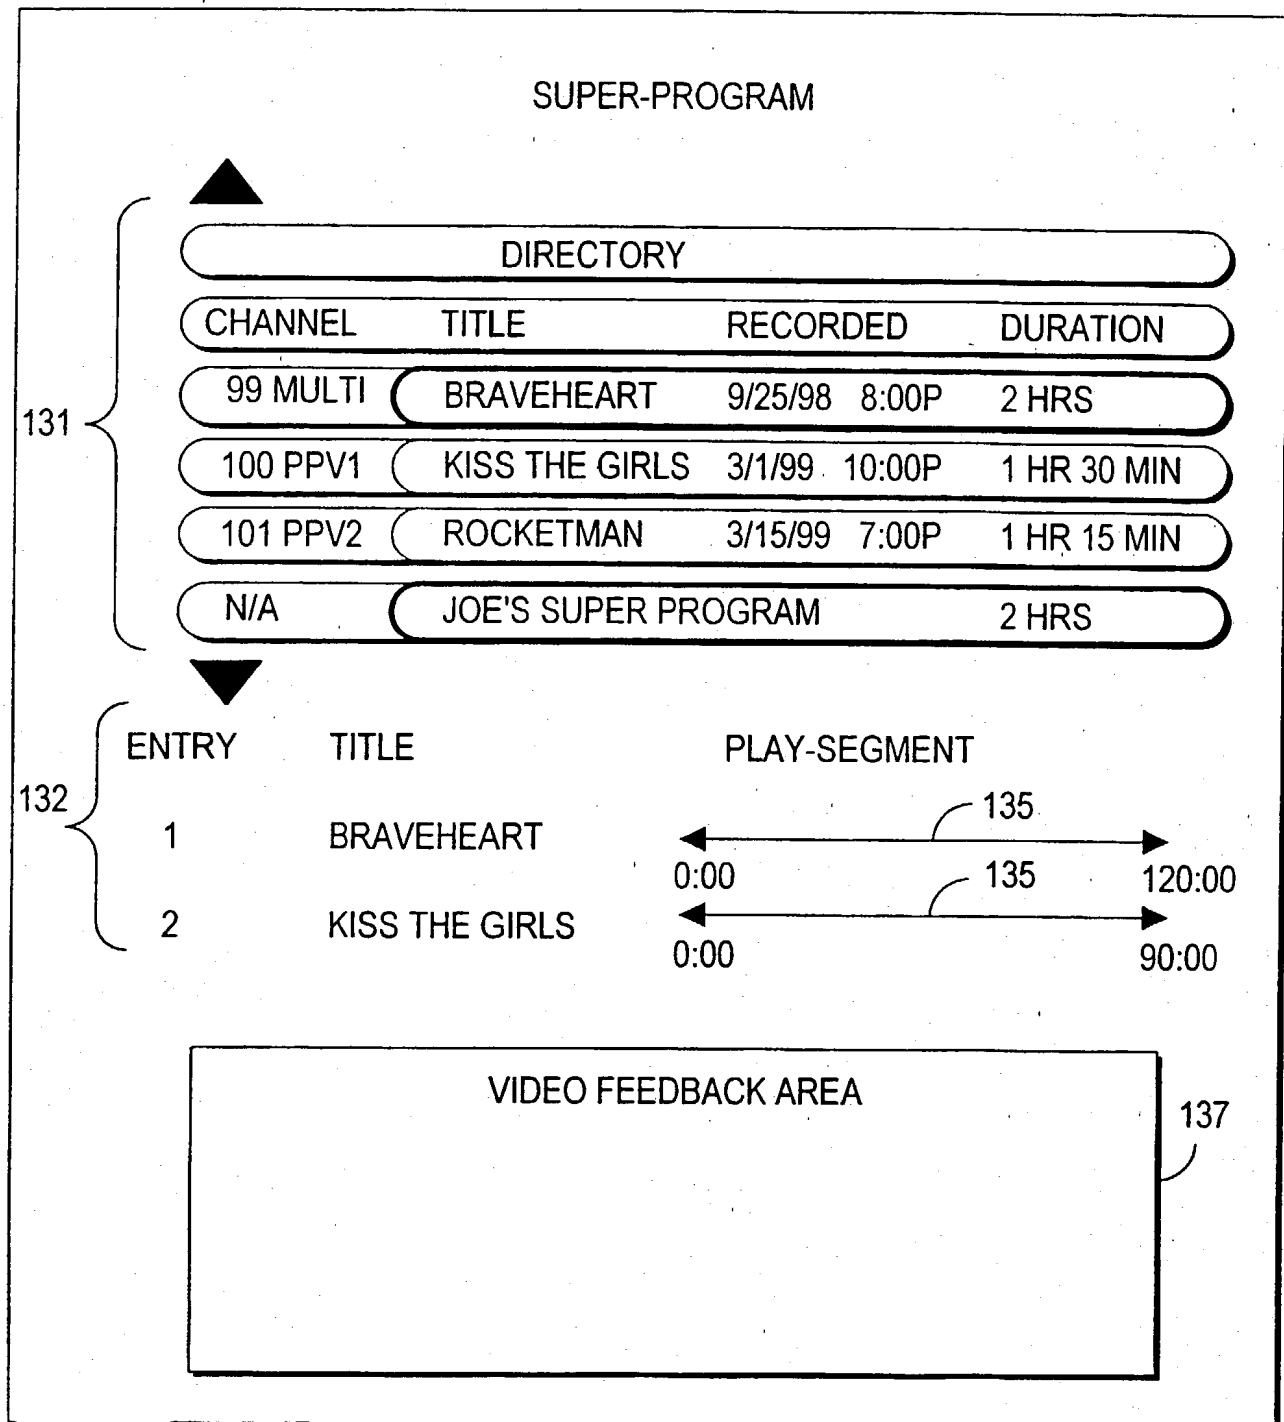 SUPER-PROGRAM
DIRECTORY
CHANNEL TITLE RECORDED DURATION
99 MULTI BRAVEHEART 9/25/98 8:00P 2 HRS
131
100 PPV1 KISS THE GIRLS 3/1/99 10:00P 1 HR 30 MIN
101 PPV2 ROCKETMAN 3/15/99 7:00P 1 HR 15 MIN
N/A JOE'S SUPER PROGRAM 2 HRS
ENTRY TITLE PLAY-SEGMENT
132
135
1 BRAVEHEART
0:00 135 120:00
2 KISS THE GIRLS
0:00 90:00
VIDEO FEEDBACK AREA
137